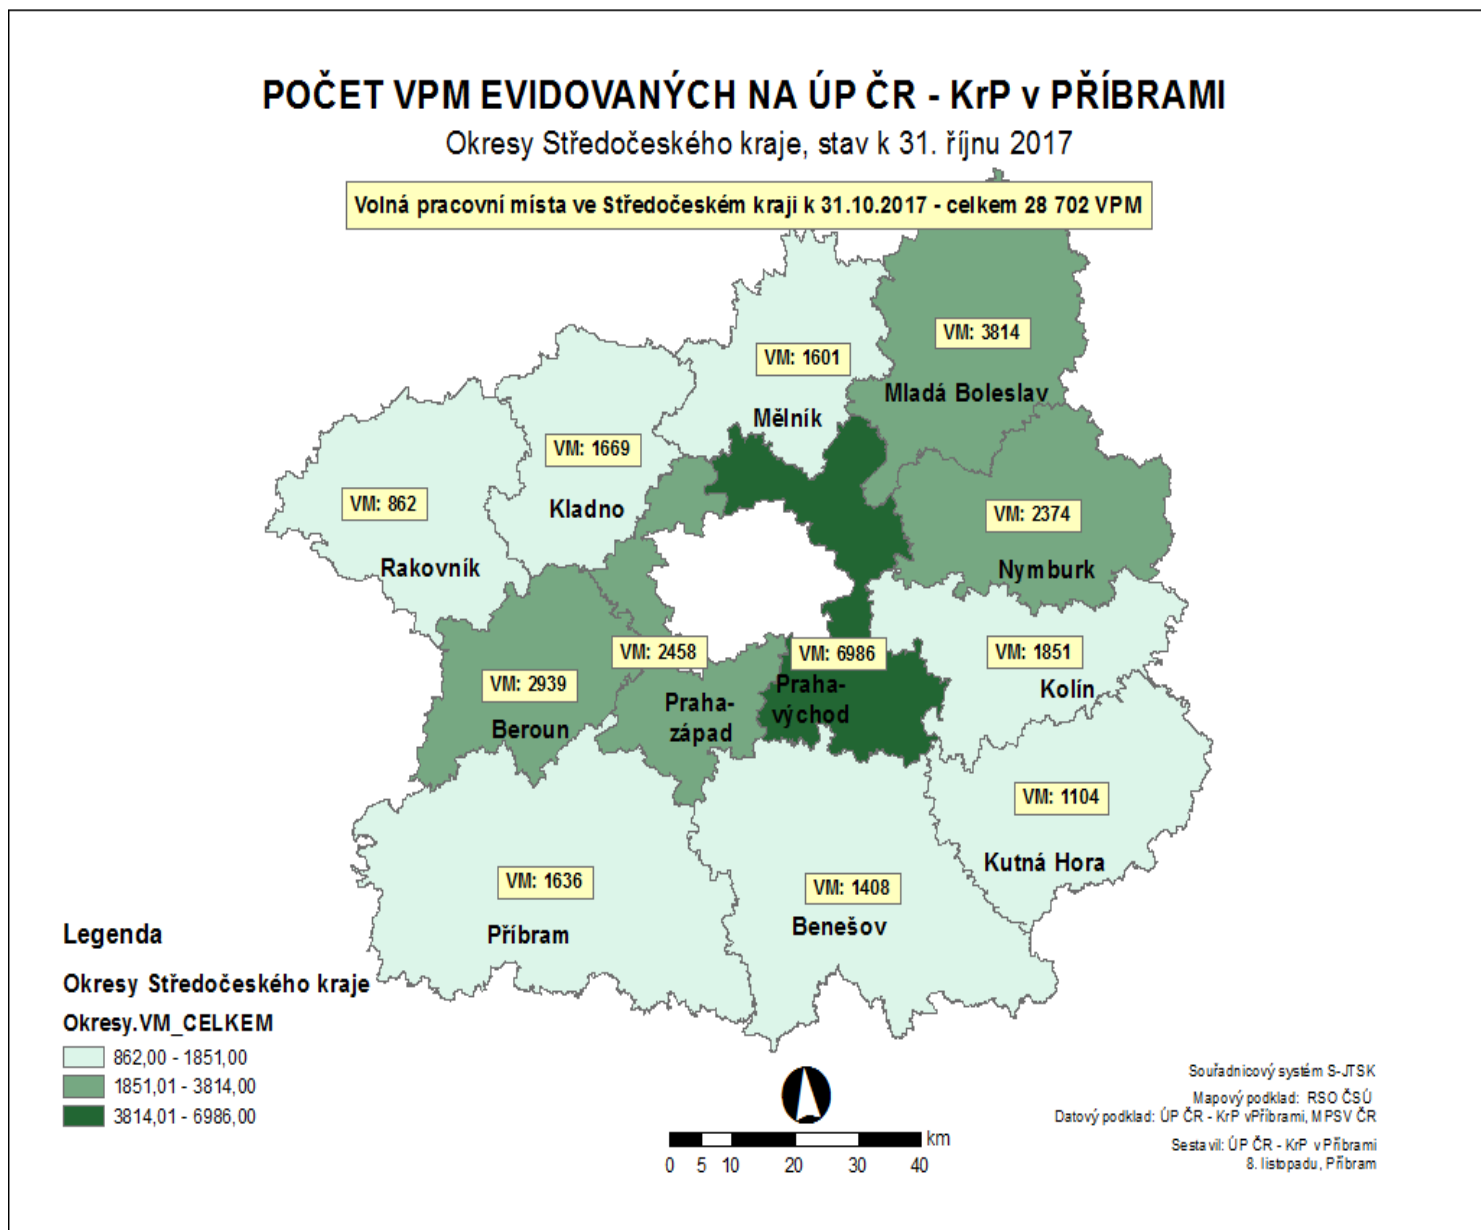 POČET VPM EVIDOVANÝCH NA ÚP ČR - KrP v PŘÍBRAMI
Okresy Středočeského kraje, stav k 31. říjnu 2017
Volná pracovní místa ve Středočeském kraji k 31.10.2017 - celkem 28 702 VPM
VM: 3814
Mladá Boleslav
VM: 1601
Mělník
VM: 1669
Kladno
VM: 862
Rakovník
VM: 2374
Nymburk
VM: 2458
Praha-
západ
VM: 6986
Praha-
východ
VM: 1851
Kolín
VM: 2939
Beroun
VM: 1104
Kutná Hora
VM: 1636
Příbram
VM: 1408
Benešov
Legenda
Okresy Středočeského kraje
Okresy.VM_CELKEM
862,00 - 1851,00
1851,01 - 3814,00
3814,01 - 6986,00
km
0 5 10 20 30 40
Souřadnicový systém S-JTSK
Mapový podklad: RSO ČSÚ
Datový podklad: ÚP ČR - KrP vPříbrami, MPSV ČR
Sestavil: ÚP ČR - KrP v Příbrami
8. listopadu, Příbram